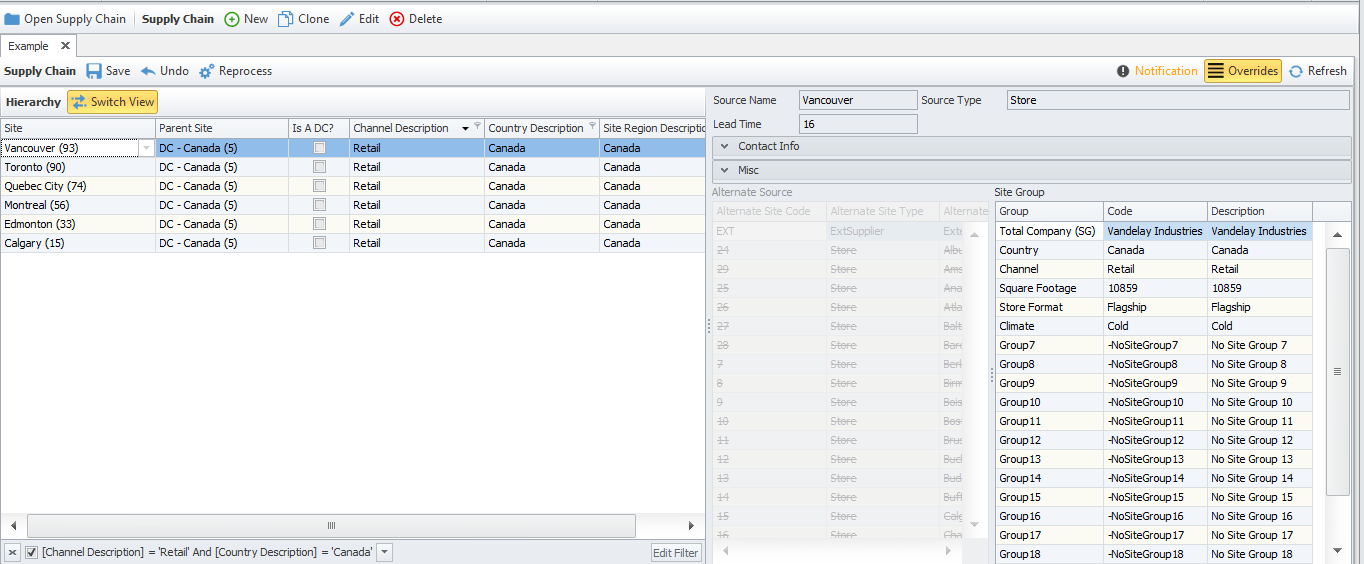 Open Supply Chain Supply Chain New Clone Edit Delete
Example
Supply Chain Save Undo Reprocess Notification Overrides Refresh
Hierarchy Switch View
Site Parent Site Is A DC? Channel Description Country Description Site Region Descriptio
Vancouver (93) DC - Canada (5) Retail Canada Canada
Toronto (90) DC - Canada (5) Retail Canada Canada
Quebec City (74) DC - Canada (5) Retail Canada Canada
Montreal (56) DC - Canada (5) Retail Canada Canada
Edmonton (33) DC - Canada (5) Retail Canada Canada
Calgary (15) DC - Canada (5) Retail Canada Canada
[Channel Description] = 'Retail' And [Country Description] = 'Canada' Edit Filter
Source Name Vancouver Source Type Store
Lead Time 16
Contact Info
Misc
Alternate Source
Alternate Site Code Alternate Site Type Alternate
EXT ExtSupplier Exte
24 Store Albu
29 Store Ams
25 Store Ana
26 Store Atla
27 Store Balt
28 Store Barc
7 Store Berl
8 Store Birm
9 Store Bois
10 Store Bos
11 Store Brus
12 Store Bucl
13 Store Bud
14 Store Buff
15 Store Calg
16 Store Cha
Site Group
Group Code Description
Total Company (SG) Vandelay Industries Vandelay Industries
Country Canada Canada
Channel Retail Retail
Square Footage 10859 10859
Store Format Flagship Flagship
Climate Cold Cold
Group7 -NoSiteGroup7 No Site Group 7
Group8 -NoSiteGroup8 No Site Group 8
Group9 -NoSiteGroup9 No Site Group 9
Group10 -NoSiteGroup10 No Site Group 10
Group11 -NoSiteGroup11 No Site Group 11
Group12 -NoSiteGroup12 No Site Group 12
Group13 -NoSiteGroup13 No Site Group 13
Group14 -NoSiteGroup14 No Site Group 14
Group15 -NoSiteGroup15 No Site Group 15
Group16 -NoSiteGroup16 No Site Group 16
Group17 -NoSiteGroup17 No Site Group 17
Group18 -NoSiteGroup18 No Site Group 18